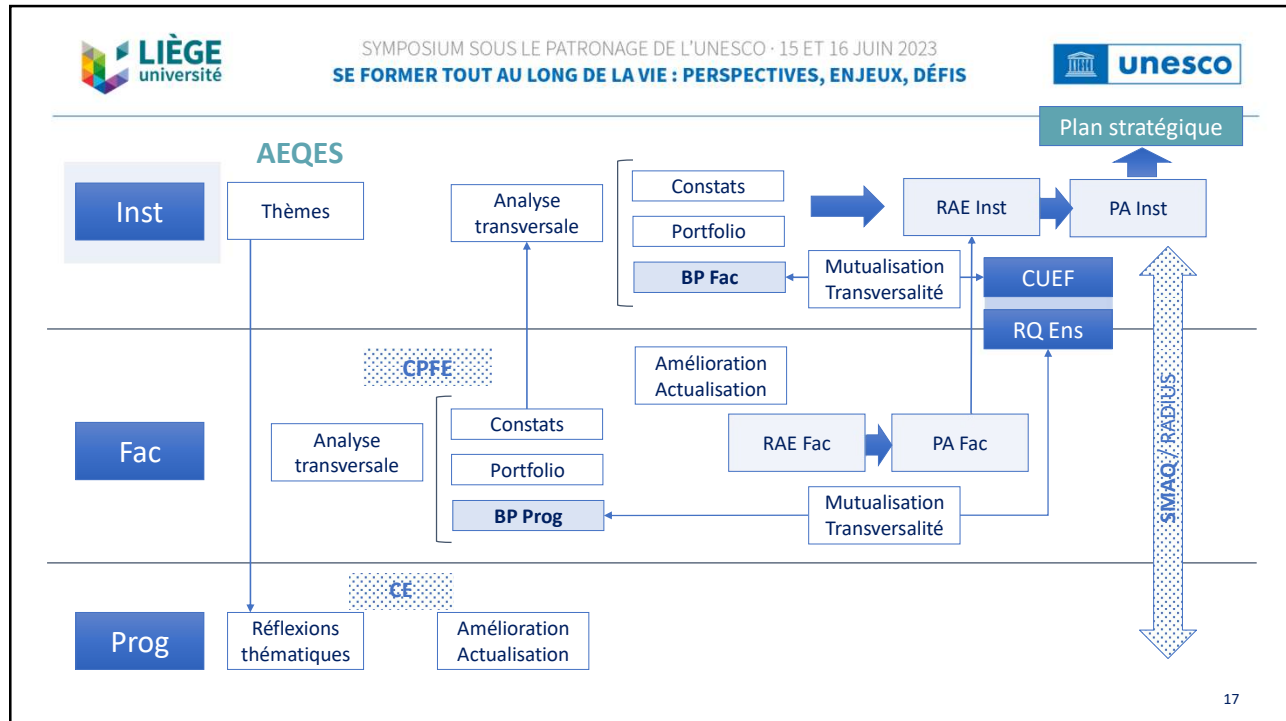 LIÈGE
université
SYMPOSIUM SOUS LE PATRONAGE DE L'UNESCO · 15 ET 16 JUIN 2023
SE FORMER TOUT AU LONG DE LA VIE : PERSPECTIVES, ENJEUX, DÉFIS
unesco
Plan stratégique
AEQES
Inst
Thèmes
Analyse
transversale
Constats
Portfolio
BP Fac
RAE Inst
PA Inst
Mutualisation
Transversalité
CUEF
RQ Ens
CPFE
Amélioration
Actualisation
Fac
Analyse
transversale
Constats
Portfolio
BP Prog
RAE Fac
PA Fac
Mutualisation
Transversalité
SMAQ / RADIUS
CE
Prog
Réflexions
thématiques
Amélioration
Actualisation
17